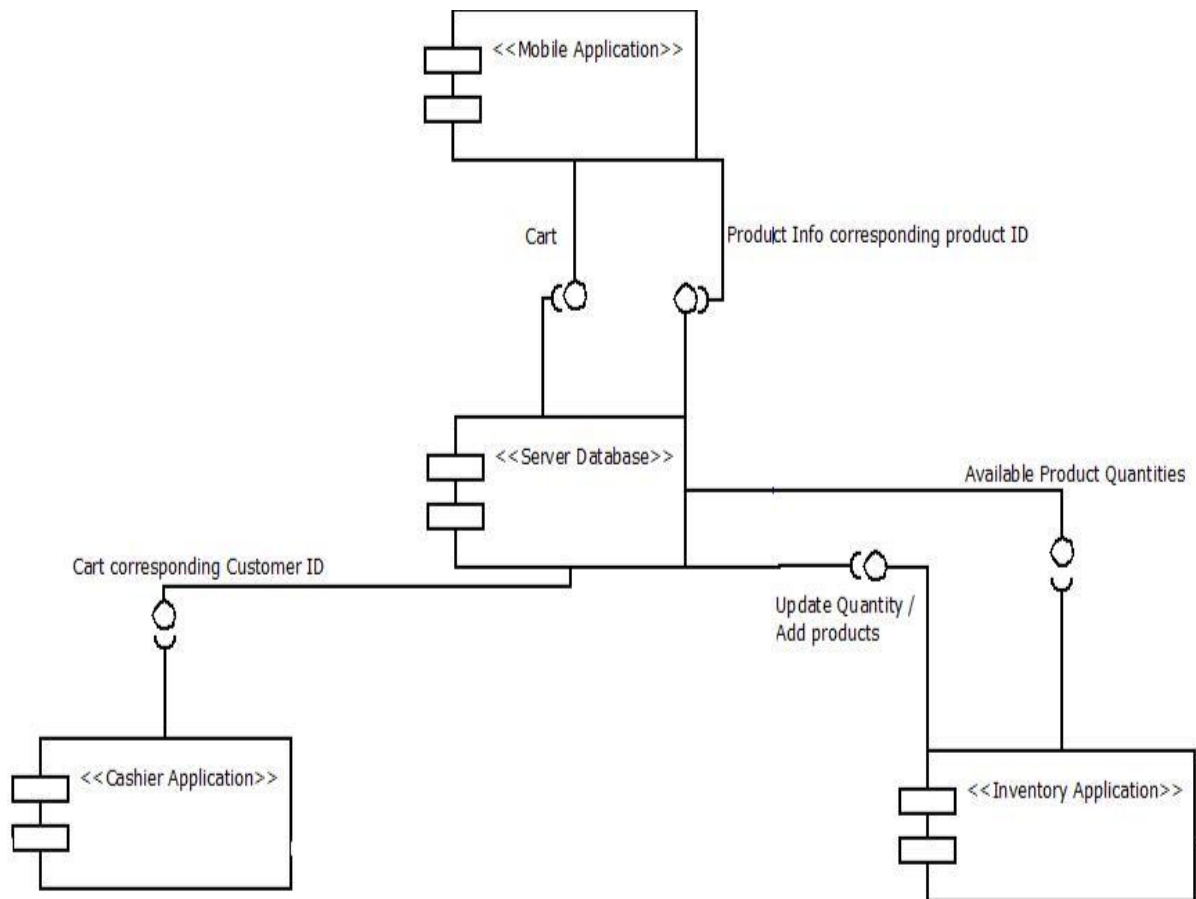 <<Mobile Application>>
Cart
Product Info corresponding product ID
<<Server Database>>
Available Product Quantities
Cart corresponding Customer ID
Update Quantity /
Add products
<<Cashier Application>>
<<Inventory Application>>